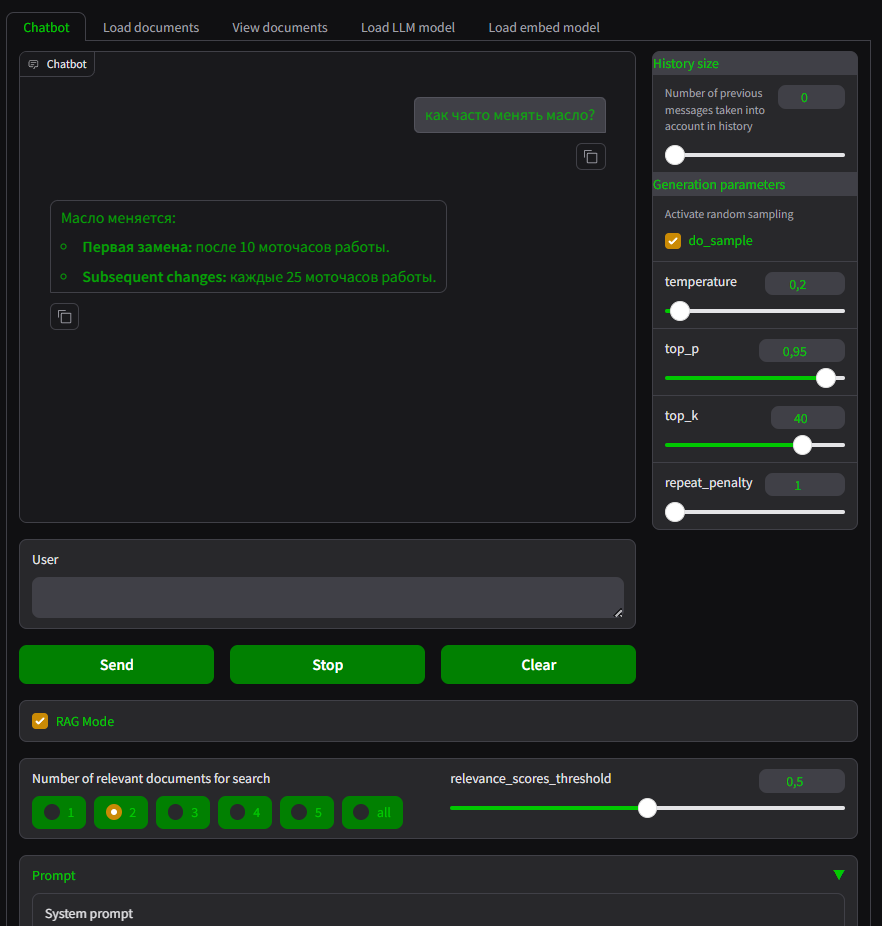 Chatbot
Load documents
View documents
Load LLM model
Load embed model
Chatbot
как часто менять масло?
Масло меняется:
Первая замена: после 10 моточасов работы.
Subsequent changes: каждые 25 моточасов работы.
History size
Number of previous
messages taken into
account in history
0
Generation parameters
Activate random sampling
do_sample
temperature
0,2
top_p
0,95
top_k
40
repeat_penalty
1
User
Send
Stop
Clear
RAG Mode
Number of relevant documents for search
1
2
3
4
5
all
relevance_scores_threshold
0,5
Prompt
System prompt